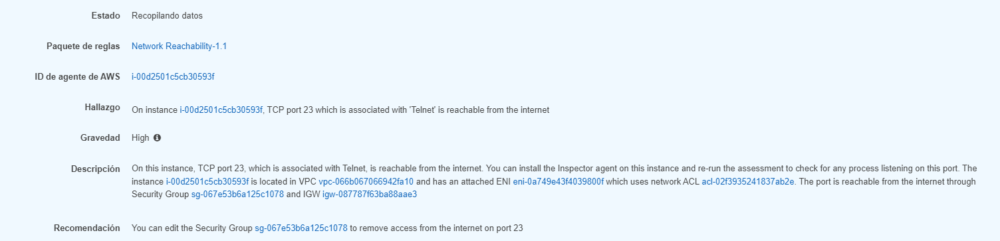 Estado Recopilando datos
Paquete de reglas Network Reachability-1.1
ID de agente de AWS i-00d2501c5cb30593f
Hallazgo On instance i-00d2501c5cb30593f, TCP port 23 which is associated with 'Telnet' is reachable from the internet
Gravedad High
Descripción On this instance, TCP port 23, which is associated with Telnet, is reachable from the internet. You can install the Inspector agent on this instance and re-run the assessment to check for any process listening on this port. The
instance i-00d2501c5cb30593f is located in VPC vpc-066b067066942fa10 and has an attached ENI eni-0a749e43f4039800f which uses network ACL acl-02f3935241837ab2e. The port is reachable from the internet through
Security Group sg-067e53b6a125c1078 and IGW igw-087787f63ba88aae3
Recomendación You can edit the Security Group sg-067e53b6a125c1078 to remove access from the internet on port 23